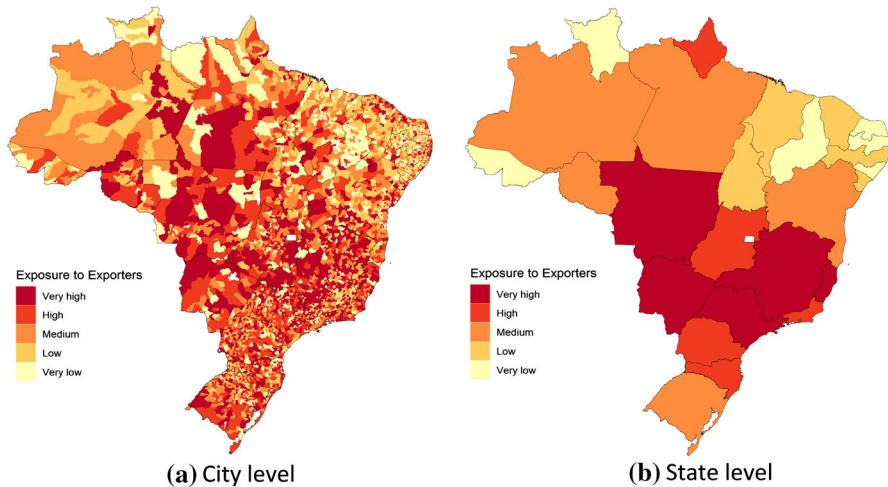 Exposure to Exporters
Very high
High
Medium
Low
Very low
(a) City level
Exposure to Exporters
Very high
High
Medium
Low
Very low
(b) State level